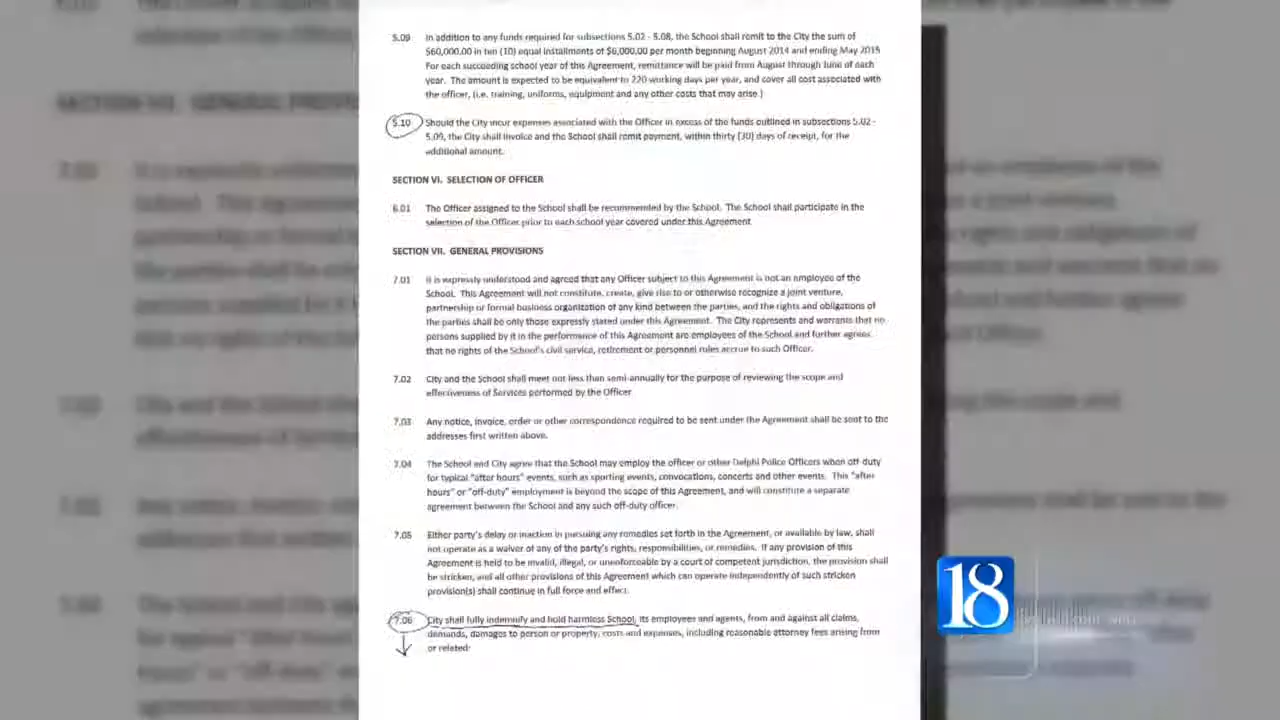 5.09 In addition to any funds required for subsections 5.02 - 5.08, the School shall remit to the City the sum of
$60,000.00 in ten (10) equal installments of $6,000.00 per month beginning August 2014 and ending May 2015
For each succeeding school year of this Agreement, remittance will be paid from August through June of each
year. The amount is expected to be equivalent to 220 working days per year, and cover all cost associated with
the officer, (i.e. training, uniforms, equipment and any other costs that may arise.)
5.10 Should the City incur expenses associated with the Officer in excess of the funds outlined in subsections 5.02 -
5.09, the City shall invoice and the School shall remit payment, within thirty (30) days of receipt, for the
additional amount.
SECTION VI. SELECTION OF OFFICER
6.01 The Officer assigned to the School shall be recommended by the School. The School shall participate in the
selection of the Officer prior to each school year covered under this Agreement
SECTION VII. GENERAL PROVISIONS
7.01 It is expressly understood and agreed that any Officer subject to this Agreement is not an employee of the
School. This Agreement will not constitute, create, give rise to or otherwise recognize a joint venture,
partnership or formal business organization of any kind between the parties, and the rights and obligations of
the parties shall be only those expressly stated under this Agreement. The City represents and warrants that no
persons supplied by it in the performance of this Agreement are employees of the School and further agrees
that no rights of the School's civil service, retirement or personnel rules accrue to such Officer.
7.02 City and the School shall meet not less than semi-annually for the purpose of reviewing the scope and
effectiveness of Services performed by the Officer
7.03 Any notice, invoice, order or other correspondence required to be sent under the Agreement shall be sent to the
addresses first written above.
7.04 The School and City agree that the School may employ the officer or other Delphi Police Officers when off-duty
for typical "after hours" events, such as sporting events, convocations, concerts and other events. This "after
hours" or "off-duty" employment is beyond the scope of this Agreement, and will constitute a separate
agreement between the School and any such off-duty officer.
7.05 Either party's delay or inaction in pursuing any remedies set forth in the Agreement, or available by law, shall
not operate as a waiver of any of the party's rights, responsibilities, or remedies. If any provision of this
Agreement is held to be invalid, illegal, or unenforceable by a court of competent jurisdiction, the provision shall
be stricken, and all other provisions of this Agreement which can operate independently of such stricken
provision(s) shall continue in full force and effect.
7.06 City shall fully indemnify and hold harmless School, its employees and agents, from and against all claims,
demands, damages to person or property, costs and expenses, including reasonable attorney fees arising from
or related:
18